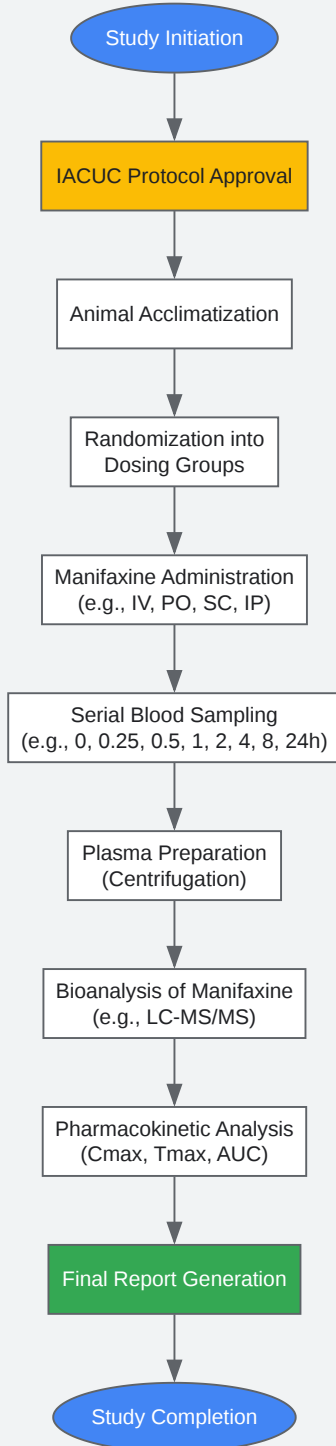 Study Initiation
IACUC Protocol Approval
Animal Acclimatization
Randomization into
Dosing Groups
Manifaxine Administration
(e.g., IV, PO, SC, IP)
Serial Blood Sampling
(e.g., 0, 0.25, 0.5, 1, 2, 4, 8, 24h)
Plasma Preparation
(Centrifugation)
Bioanalysis of Manifaxine
(e.g., LC-MS/MS)
Pharmacokinetic Analysis
(Cmax, Tmax, AUC)
Final Report Generation
Study Completion